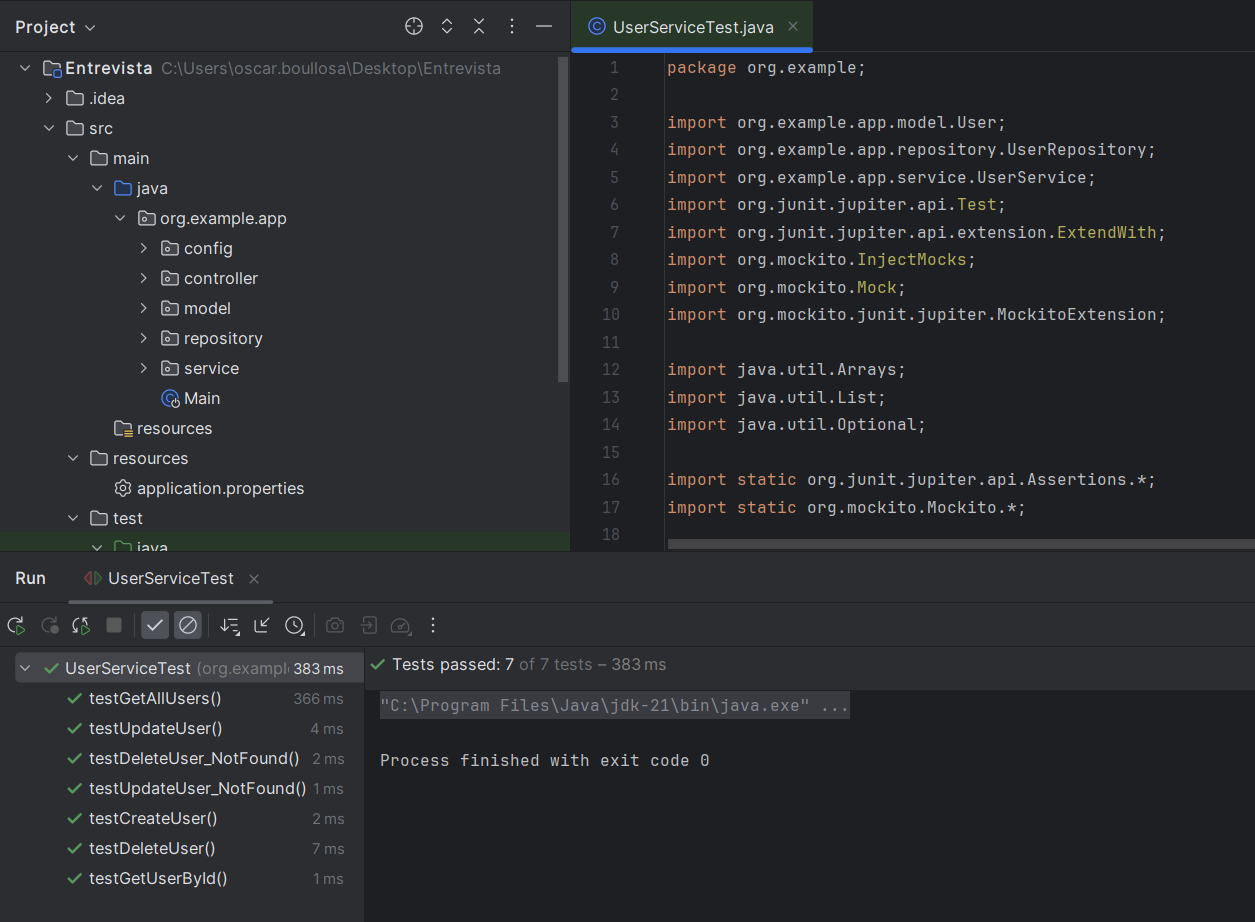 Project
Entrevista C:\Users\oscar.boullosa\Desktop\Entrevista
.idea
src
main
java
org.example.app
config
controller
model
repository
service
Main
resources
resources
application.properties
test
java
UserServiceTest.java
1 package org.example;
2
3 import org.example.app.model.User;
4 import org.example.app.repository.UserRepository;
5 import org.example.app.service.UserService;
6 import org.junit.jupiter.api.Test;
7 import org.junit.jupiter.api.extension.ExtendWith;
8 import org.mockito.InjectMocks;
9 import org.mockito.Mock;
10 import org.mockito.junit.jupiter.MockitoExtension;
11
12 import java.util.Arrays;
13 import java.util.List;
14 import java.util.Optional;
15
16 import static org.junit.jupiter.api.Assertions.*;
17 import static org.mockito.Mockito.*;
18
Run UserServiceTest
UserServiceTest (org.exampl 383 ms
testGetAllUsers() 366 ms
testUpdateUser() 4 ms
testDeleteUser_NotFound() 2 ms
testUpdateUser_NotFound() 1 ms
testCreateUser() 2 ms
testDeleteUser() 7 ms
testGetUserById() 1 ms
Tests passed: 7 of 7 tests – 383 ms
"C:\Program Files\Java\jdk-21\bin\java.exe" ...
Process finished with exit code 0